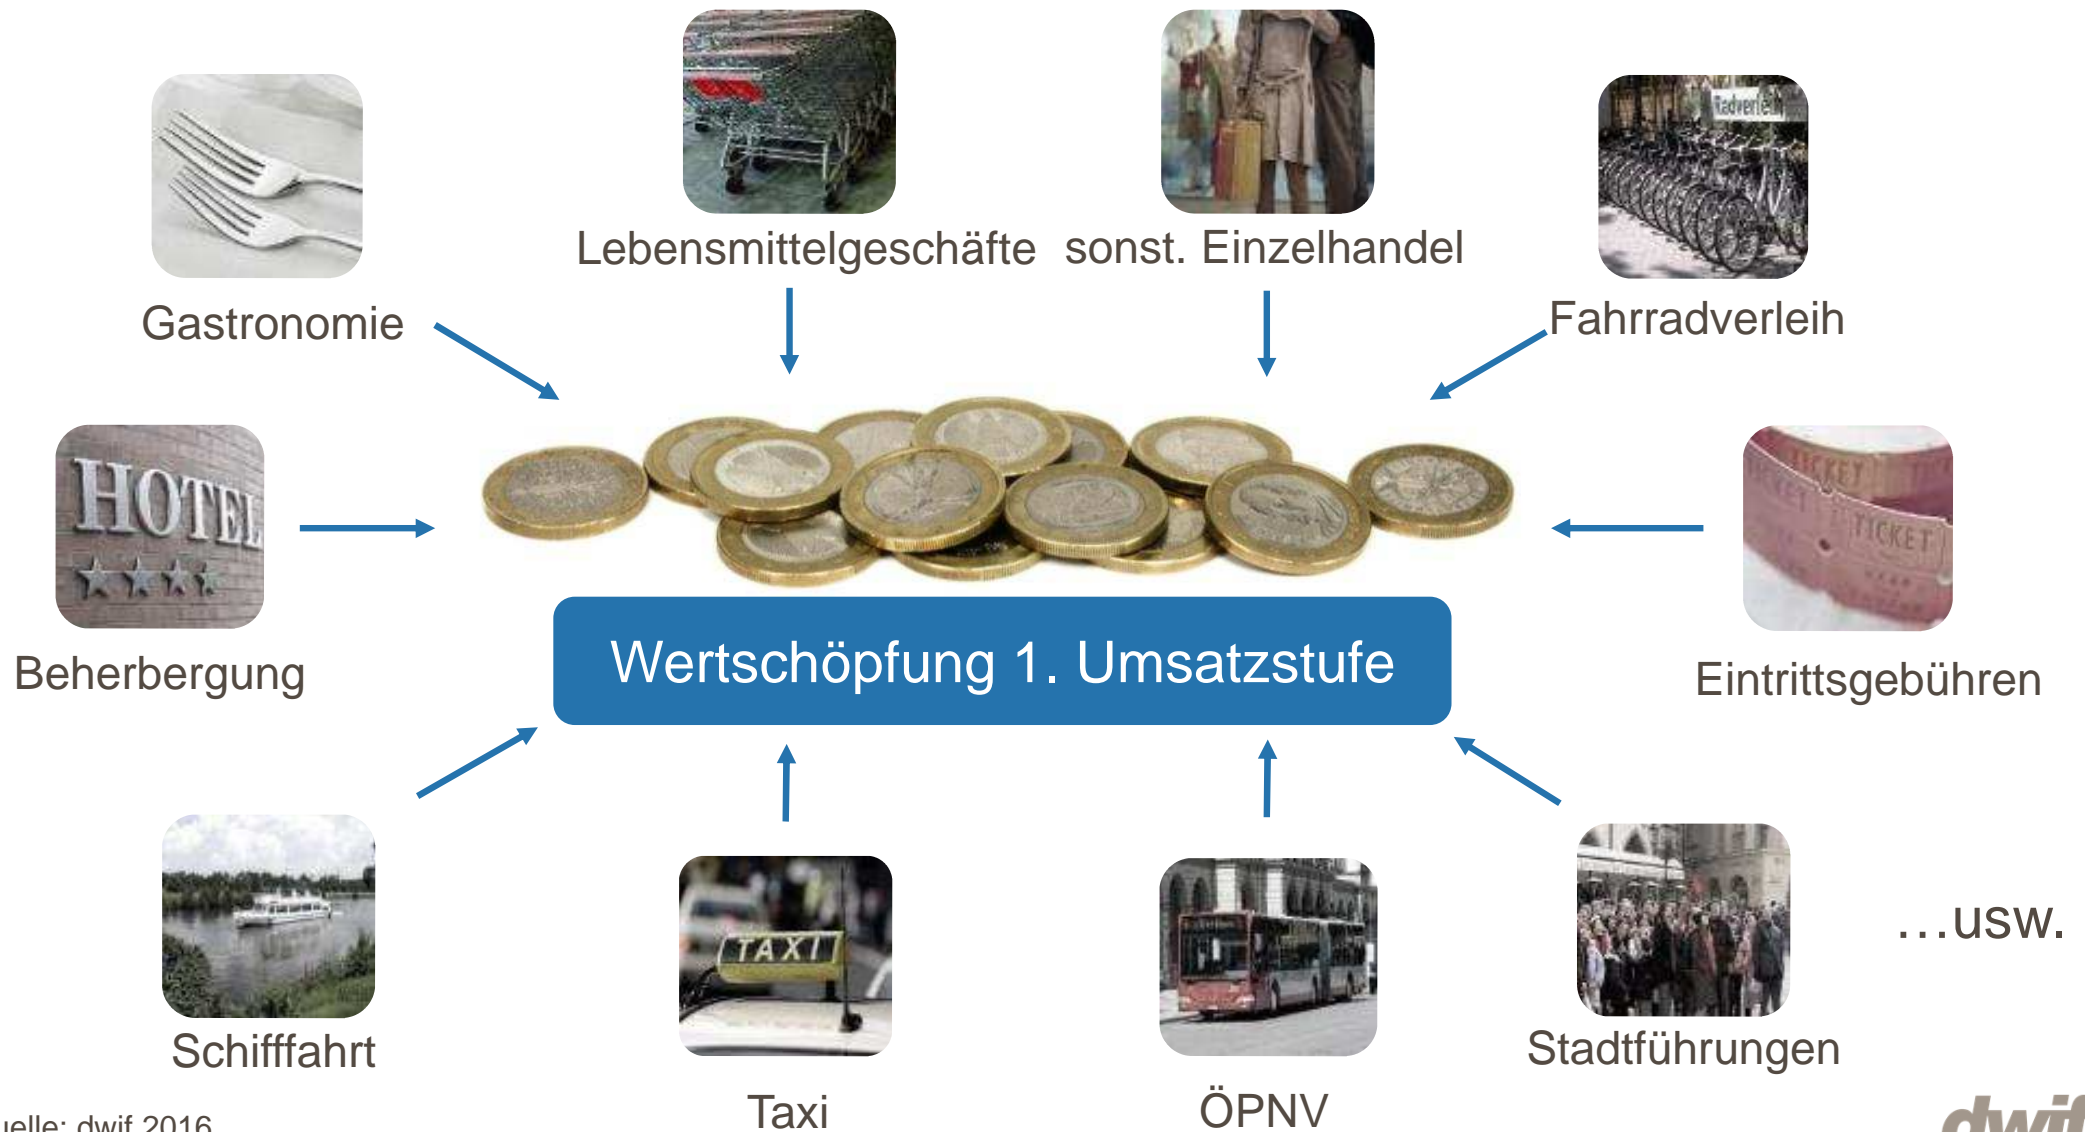 Lebensmittelgeschäfte
sonst. Einzelhandel
Radverleih
Gastronomie
Fahrradverleih
HOTEL
TICKET
TICKET
Beherbergung
Wertschöpfung 1. Umsatzstufe
Eintrittsgebühren
TAXI
…usw.
Schifffahrt
Stadtführungen
Taxi
ÖPNV
uelle: dwif 2016
dwif